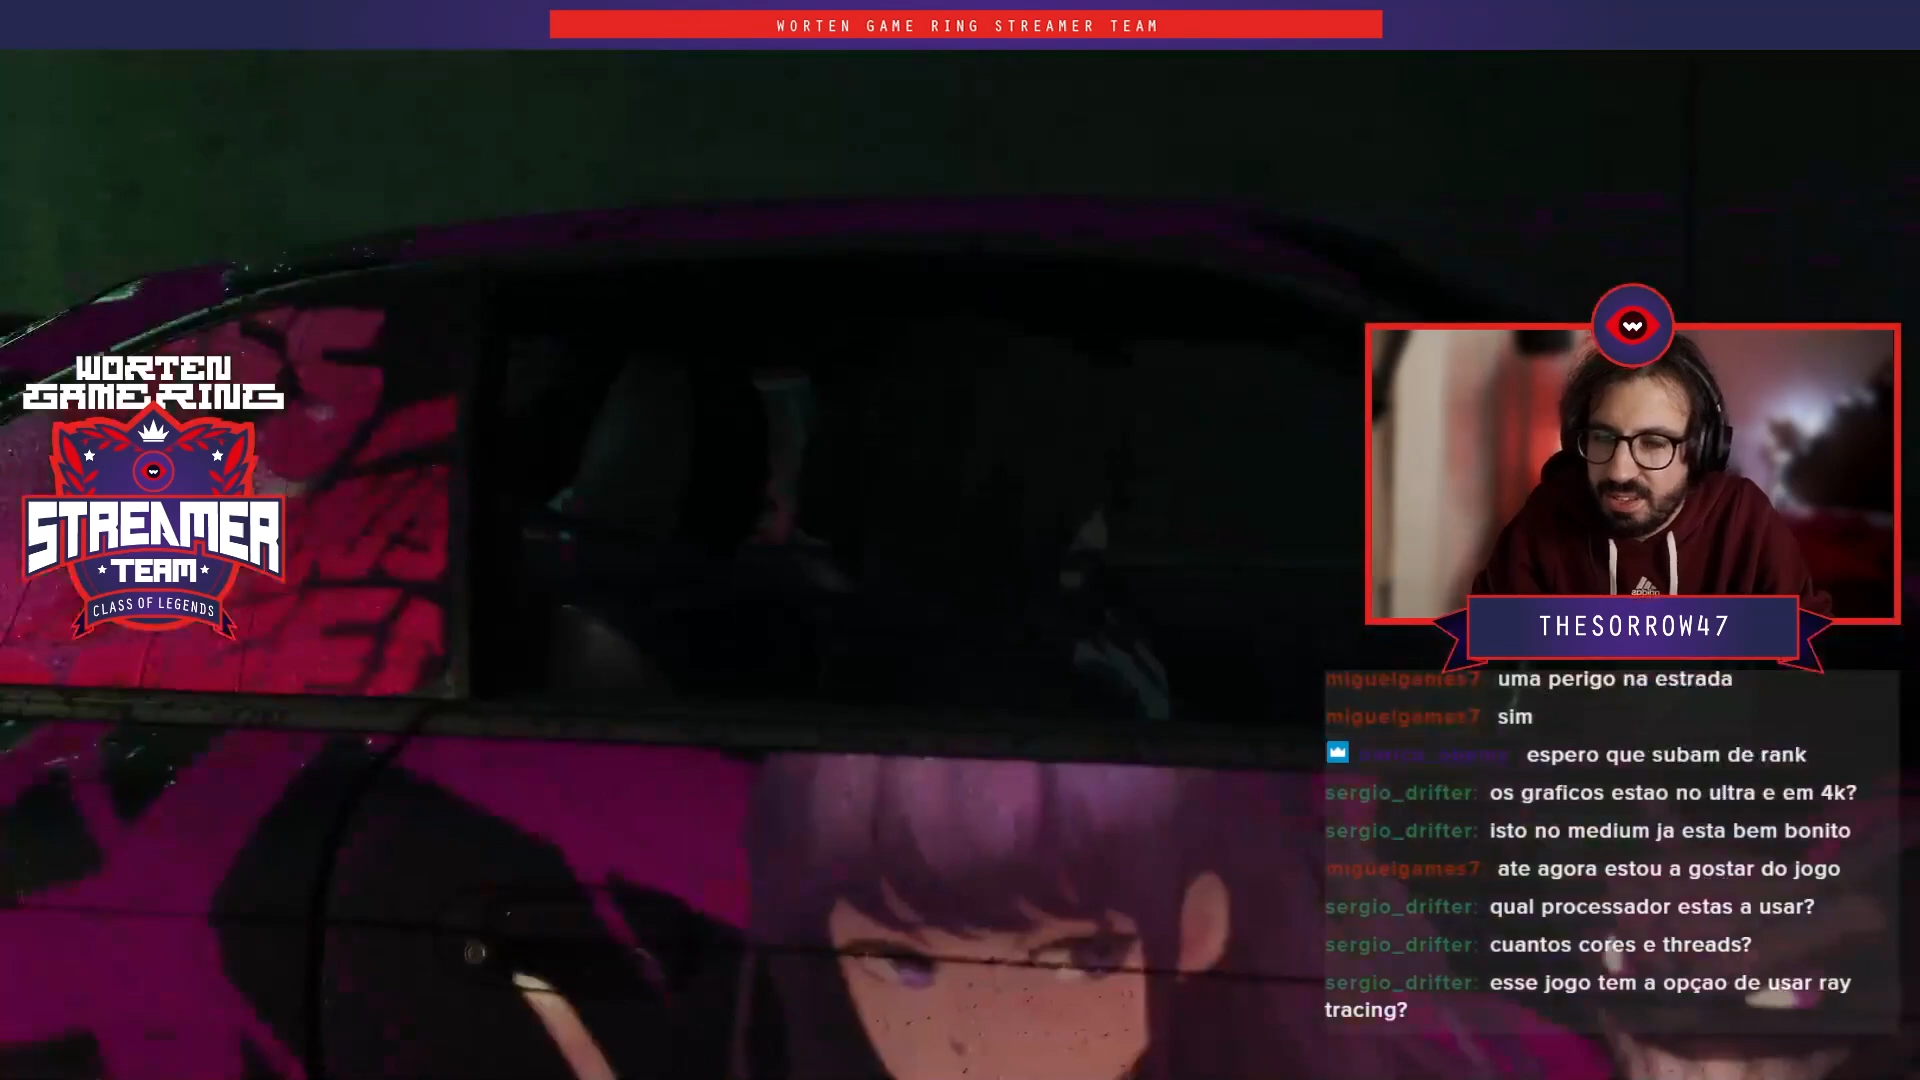 WORTEN GAME RING STREAMER TEAM
WORTEN
GAME RING
STREAMER
TEAM
CLASS OF LEGENDS
THESORROW47
miguelgames7 uma perigo na estrada
miguelgames7 sim
espero que subam de rank
sergio_drifter: os graficos estao no ultra e em 4k?
sergio_drifter: isto no medium ja esta bem bonito
miguelgames7 ate agora estou a gostar do jogo
sergio_drifter: qual processador estas a usar?
sergio_drifter: cuantos cores e threads?
sergio_drifter: esse jogo tem a opçao de usar ray
tracing?